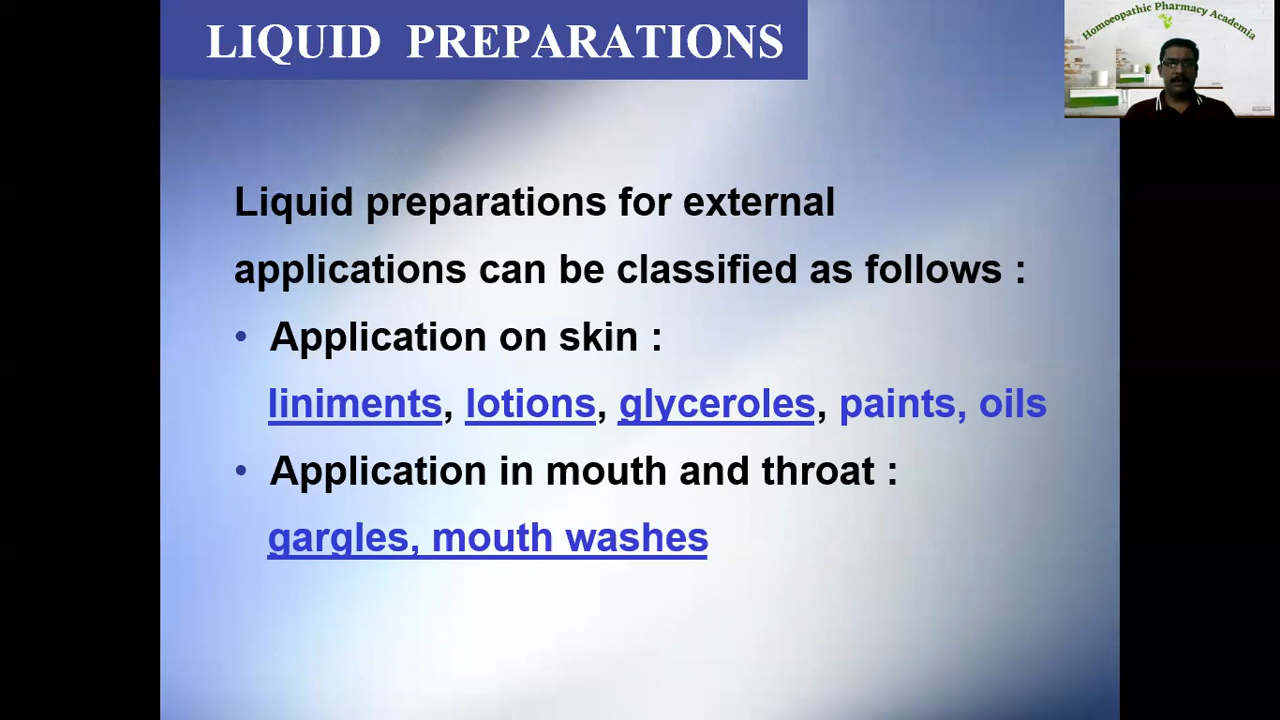 LIQUID PREPARATIONS
Homoeopathic Pharmacy Academia
Liquid preparations for external
applications can be classified as follows :
• Application on skin :
liniments, lotions, glyceroles, paints, oils
• Application in mouth and throat :
gargles, mouth washes